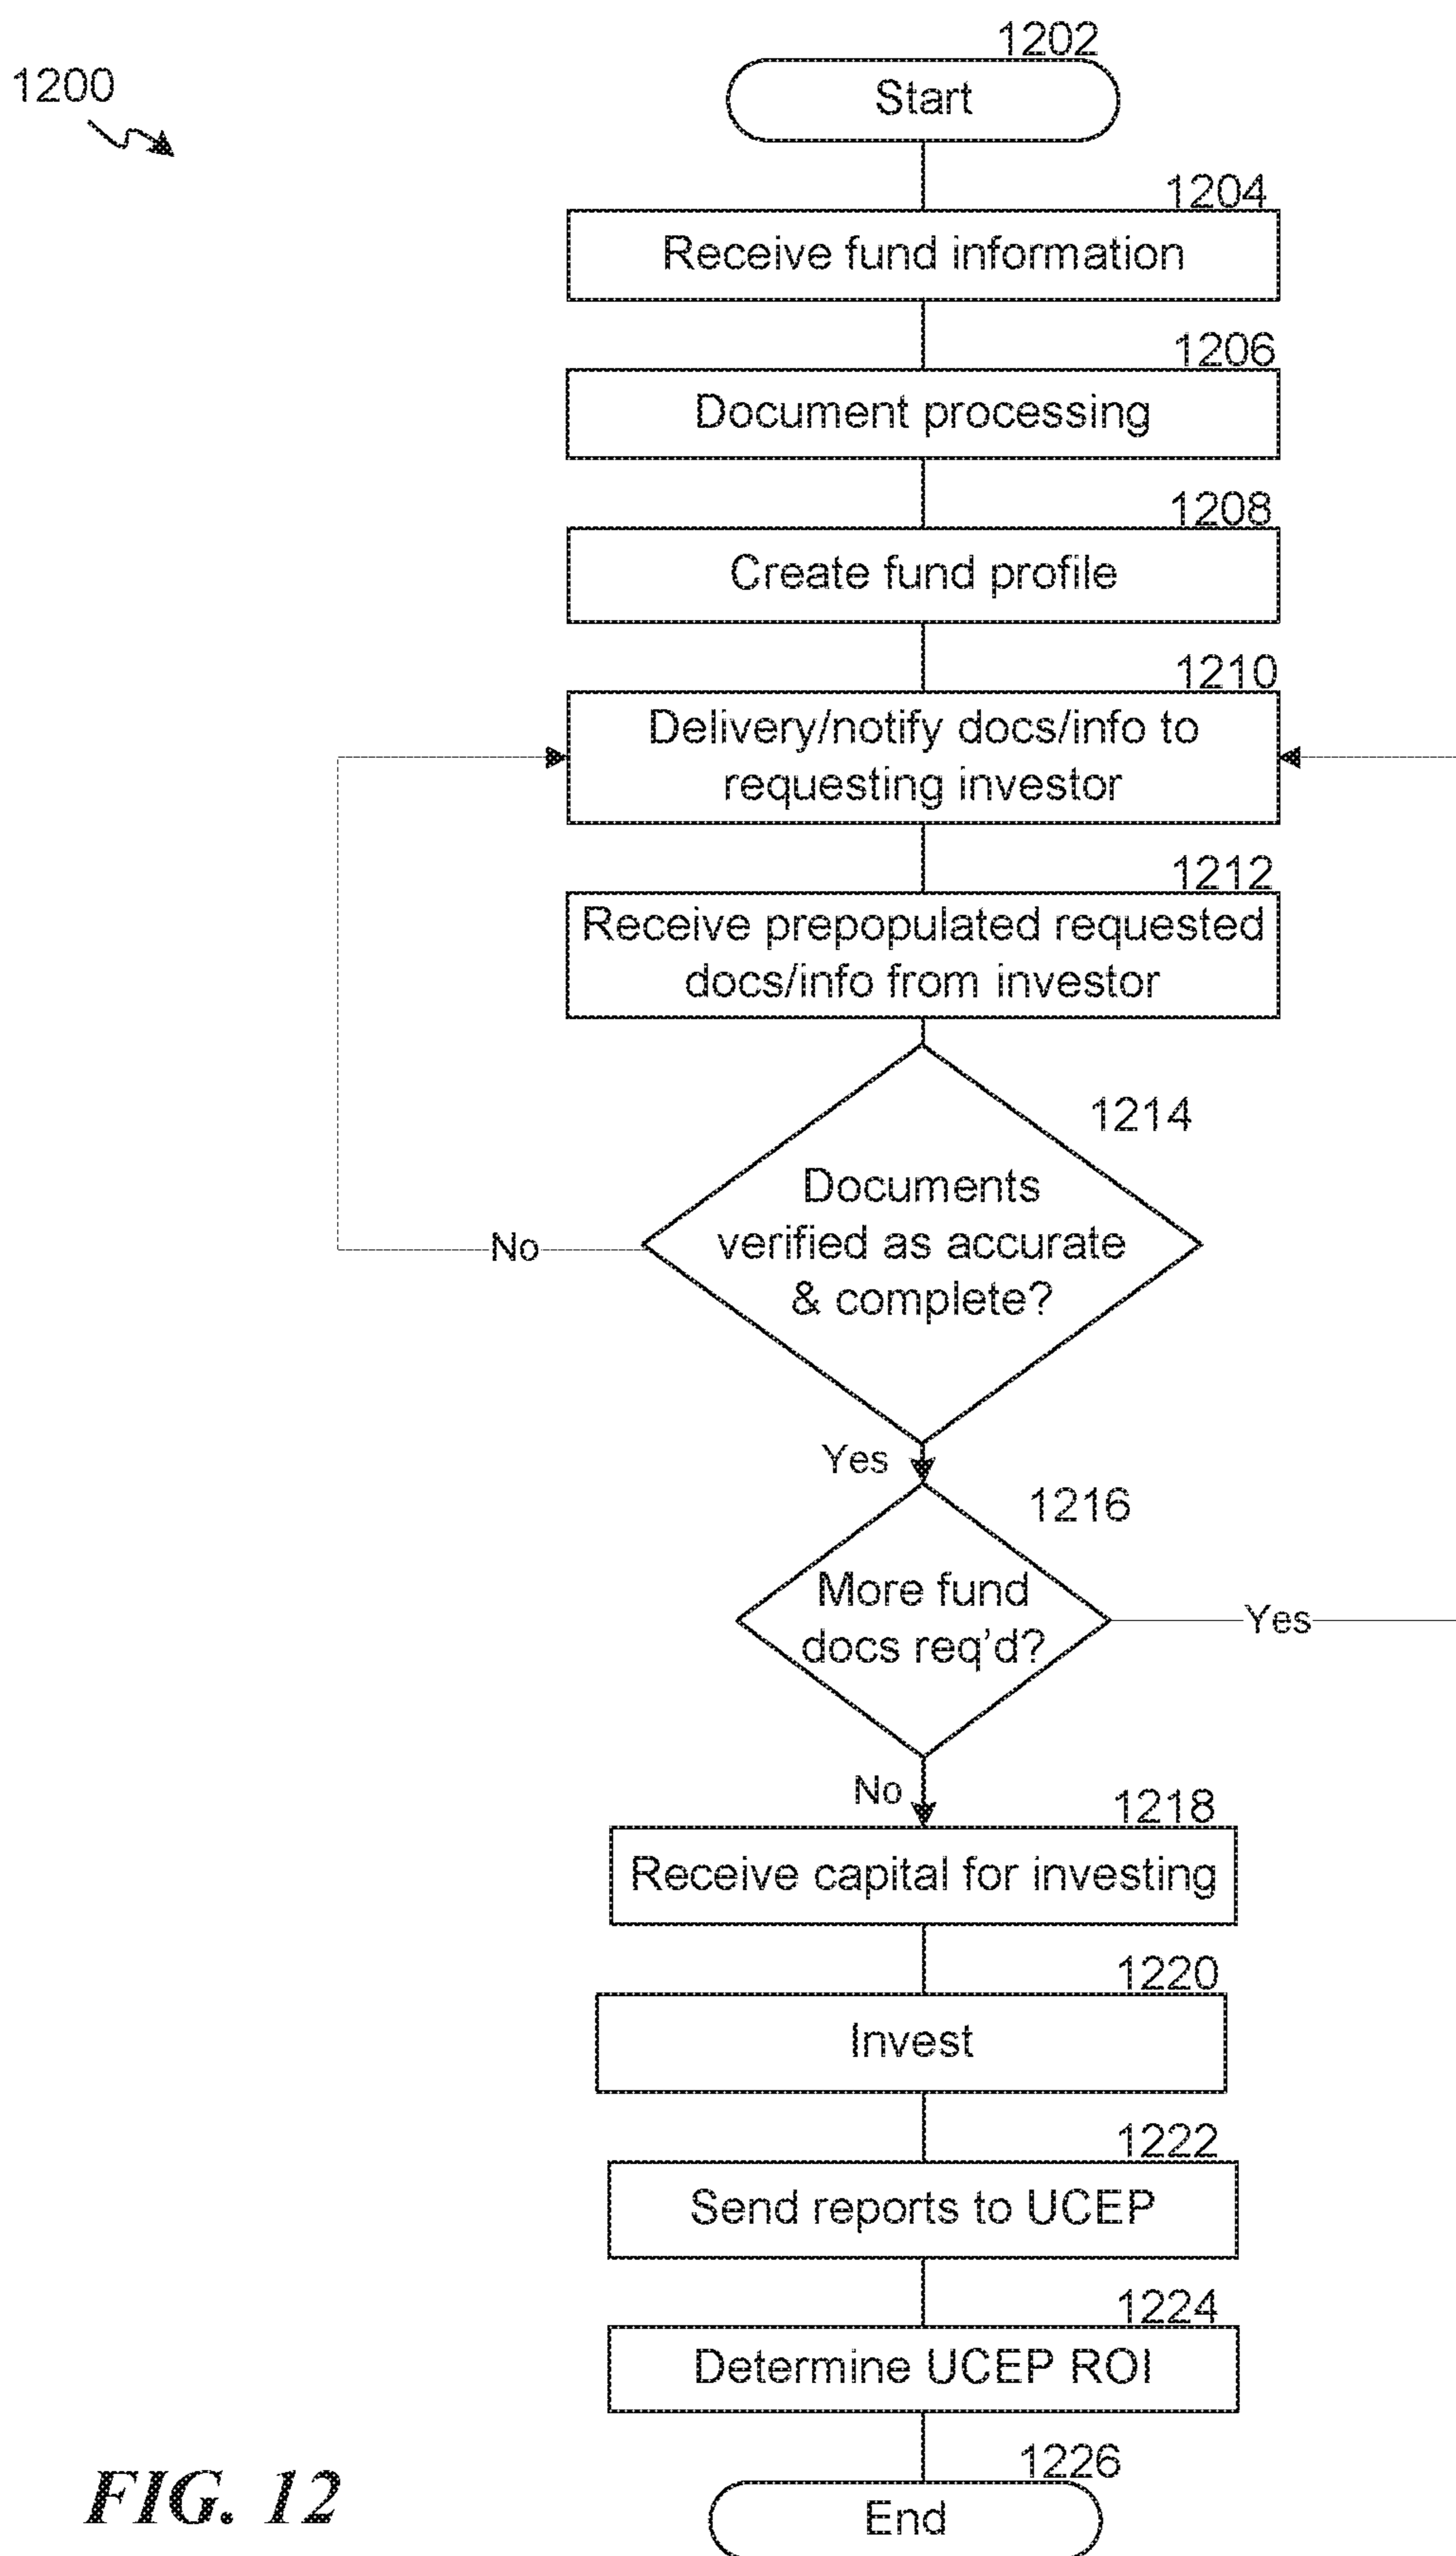 1200
1202
Start
1204
Receive fund information
1206
Document processing
1208
Create fund profile
1210
Delivery/notify docs/info to
requesting investor
1212
Receive prepopulated requested
docs/info from investor
1214
Documents
verified as accurate
& complete?
No
Yes
1216
More fund
docs req'd?
Yes
No
1218
Receive capital for investing
1220
Invest
1222
Send reports to UCEP
1224
Determine UCEP ROI
1226
End
FIG. 12